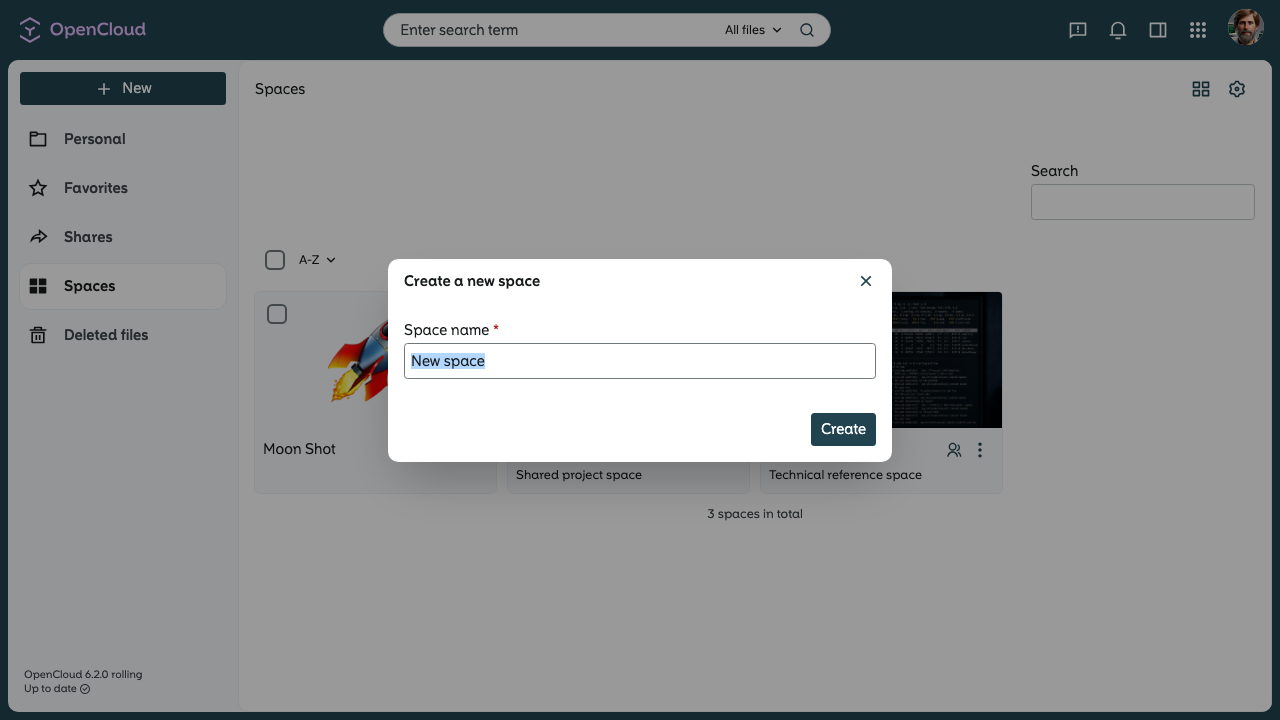 OpenCloud
Enter search term
All files
New
Spaces
Personal
Favorites
Shares
Spaces
Deleted files
Search
A-Z
Create a new space
Space name *
New space
Create
Moon Shot
Shared project space
Technical reference space
3 spaces in total
OpenCloud 6.2.0 rolling
Up to date